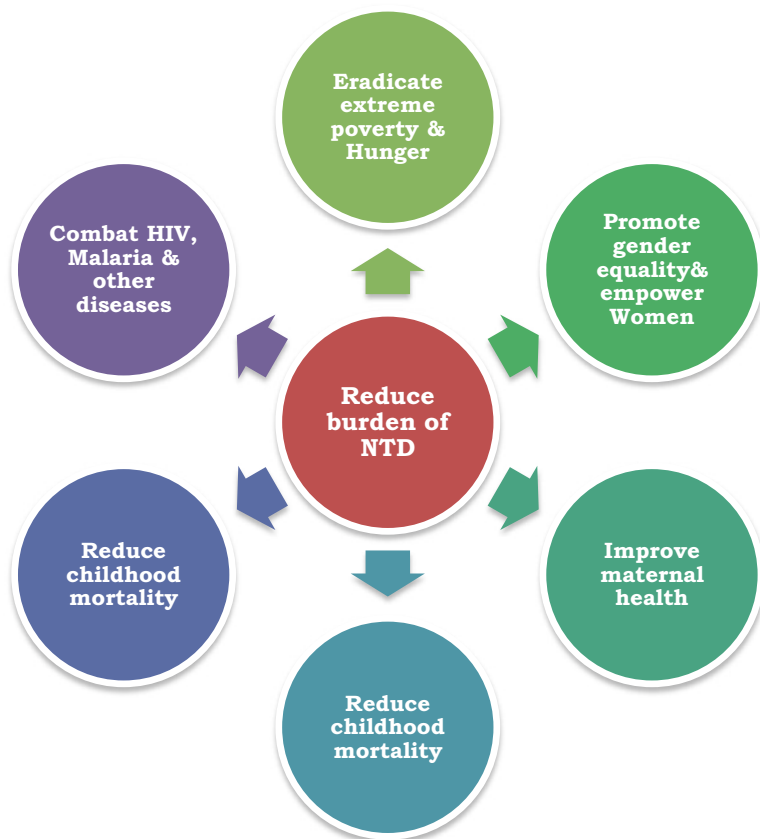 Eradicate
extreme
poverty &
Hunger
Combat HIV,
Malaria &
other
diseases
Promote
gender
equality&
empower
Women
Reduce
burden of
NTD
Reduce
childhood
mortality
Improve
maternal
health
Reduce
childhood
mortality